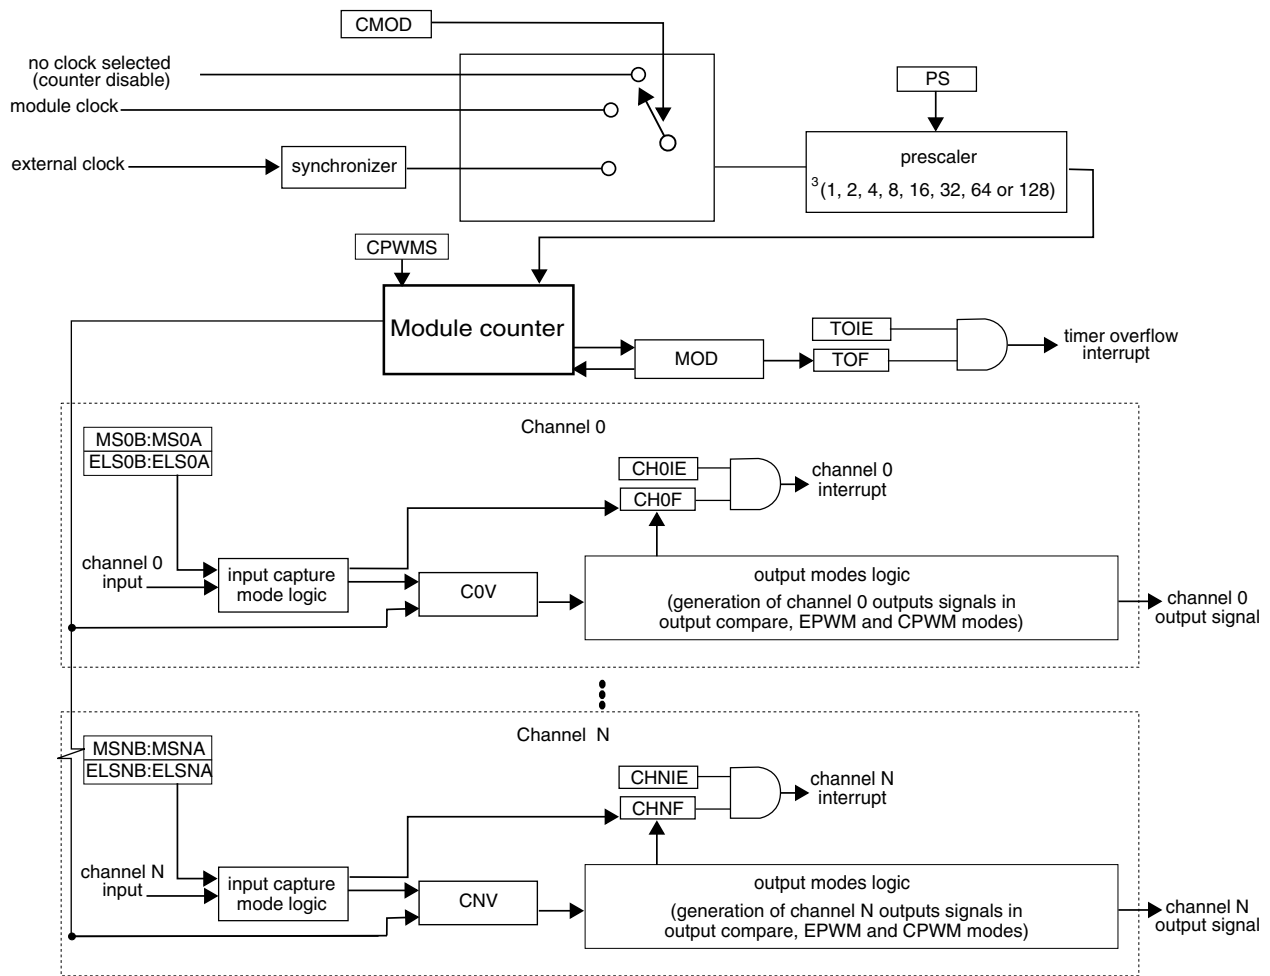 CMOD
no clock selected
(counter disable)
module clock
external clock
synchronizer
PS
prescaler
3(1, 2, 4, 8, 16, 32, 64 or 128)
CPWMS
Module counter
MOD
TOIE
TOF
timer overflow
interrupt
Channel 0
MS0B:MS0A
ELS0B:ELS0A
CH0IE
CH0F
channel 0
interrupt
channel 0
input
input capture
mode logic
C0V
output modes logic
(generation of channel 0 outputs signals in
output compare, EPWM and CPWM modes)
channel 0
output signal
Channel N
MSNB:MSNA
ELSNB:ELSNA
CHNIE
CHNF
channel N
interrupt
channel N
input
input capture
mode logic
CNV
output modes logic
(generation of channel N outputs signals in
output compare, EPWM and CPWM modes)
channel N
output signal